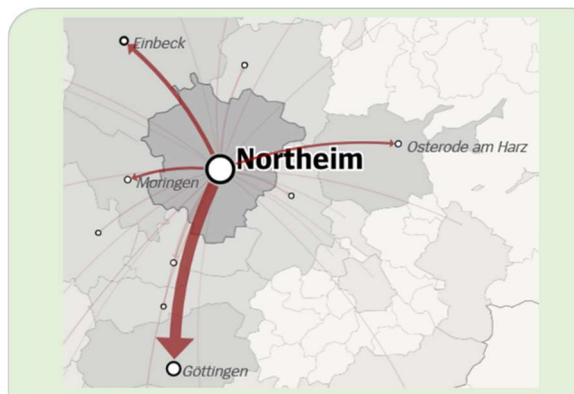 Einbeck
Northeim
Osterode am Harz
Moringen
Göttingen